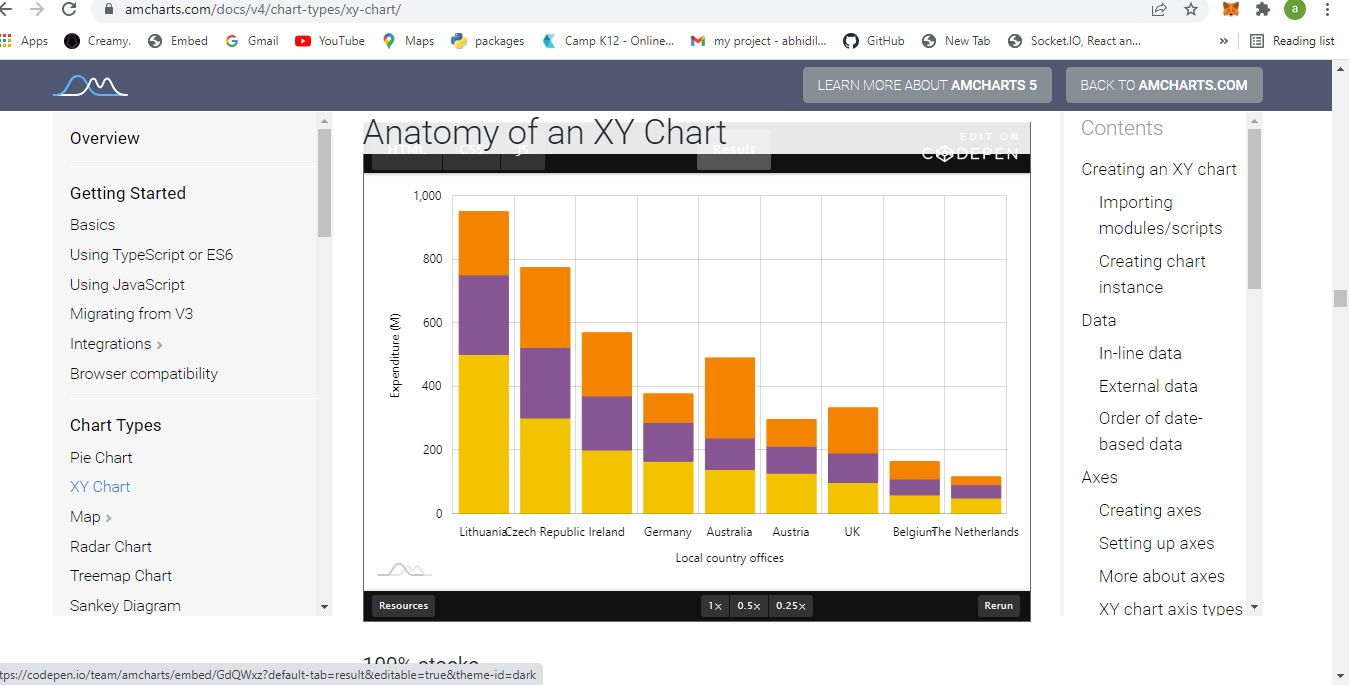 amcharts.com/docs/v4/chart-types/xy-chart/
a
Apps Creamy. Embed Gmail YouTube Maps packages Camp K12 - Online... my project - abhidil... GitHub New Tab Socket.IO, React an... » Reading list
LEARN MORE ABOUT AMCHARTS 5 BACK TO AMCHARTS.COM
Overview
Getting Started
Basics
Using TypeScript or ES6
Using JavaScript
Migrating from V3
Integrations >
Browser compatibility
Chart Types
Pie Chart
XY Chart
Map >
Radar Chart
Treemap Chart
Sankey Diagram
Anatomy of an XY Chart
HTML CSS JS Result EDIT ON
CODEPEN
1,000
800
600
400
200
0
Expenditure (M)
Lithuania Czech Republic Ireland Germany Australia Austria UK Belgium The Netherlands
Local country offices
Resources 1× 0.5× 0.25× Rerun
100% stacks
Contents
Creating an XY chart
Importing
modules/scripts
Creating chart
instance
Data
In-line data
External data
Order of date-
based data
Axes
Creating axes
Setting up axes
More about axes
XY chart axis types
tps://codepen.io/team/amcharts/embed/GdQWxz?default-tab=result&editable=true&theme-id=dark